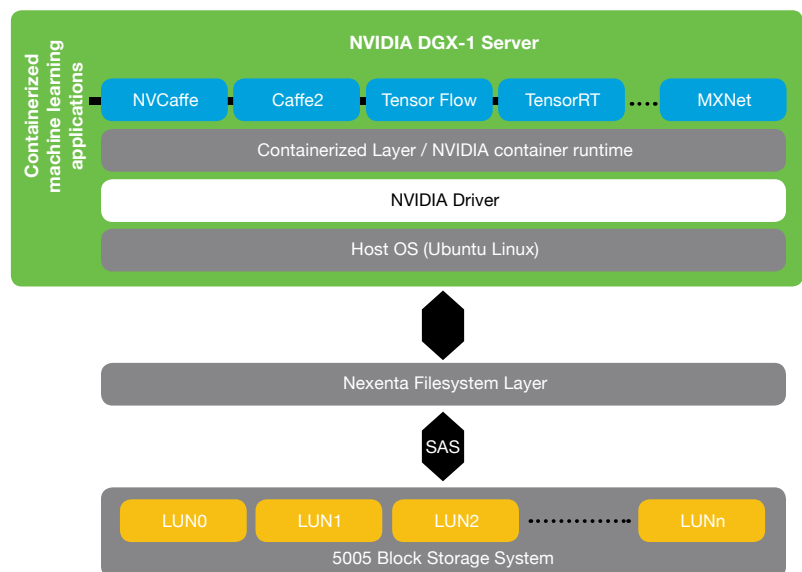 NVIDIA DGX-1 Server
Containerized
machine learning
applications
NVCaffe
Caffe2
Tensor Flow
TensorRT
MXNet
Containerized Layer / NVIDIA container runtime
NVIDIA Driver
Host OS (Ubuntu Linux)
Nexenta Filesystem Layer
SAS
LUN0
LUN1
LUN2
LUNn
5005 Block Storage System